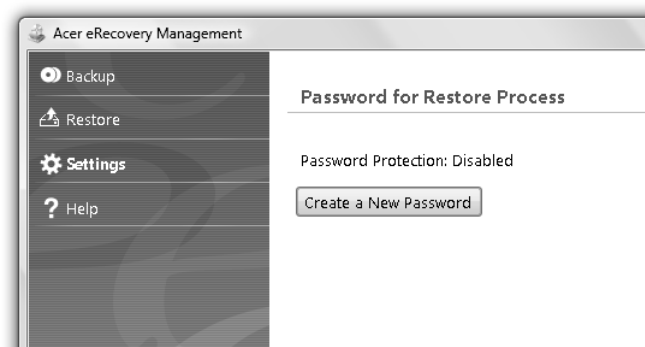 Acer eRecovery Management
Backup
Restore
Settings
Help
Password for Restore Process
Password Protection: Disabled
Create a New Password